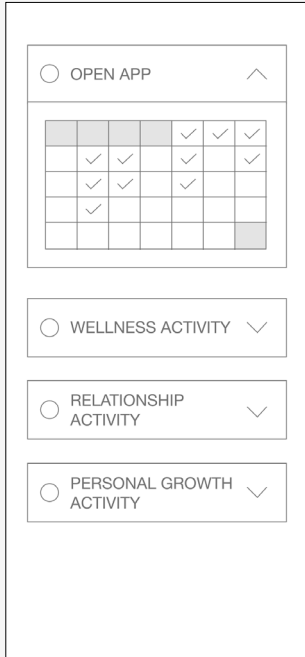 OPEN APP
WELLNESS ACTIVITY
RELATIONSHIP
ACTIVITY
PERSONAL GROWTH
ACTIVITY